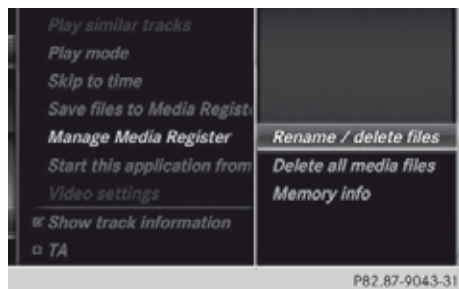 Play similar tracks
Play mode
Skip to time
Save files to Media Regist
Manage Media Register
Start this application from
Video settings
Show track information
TA
Rename / delete files
Delete all media files
Memory info
P82.87-9043-31